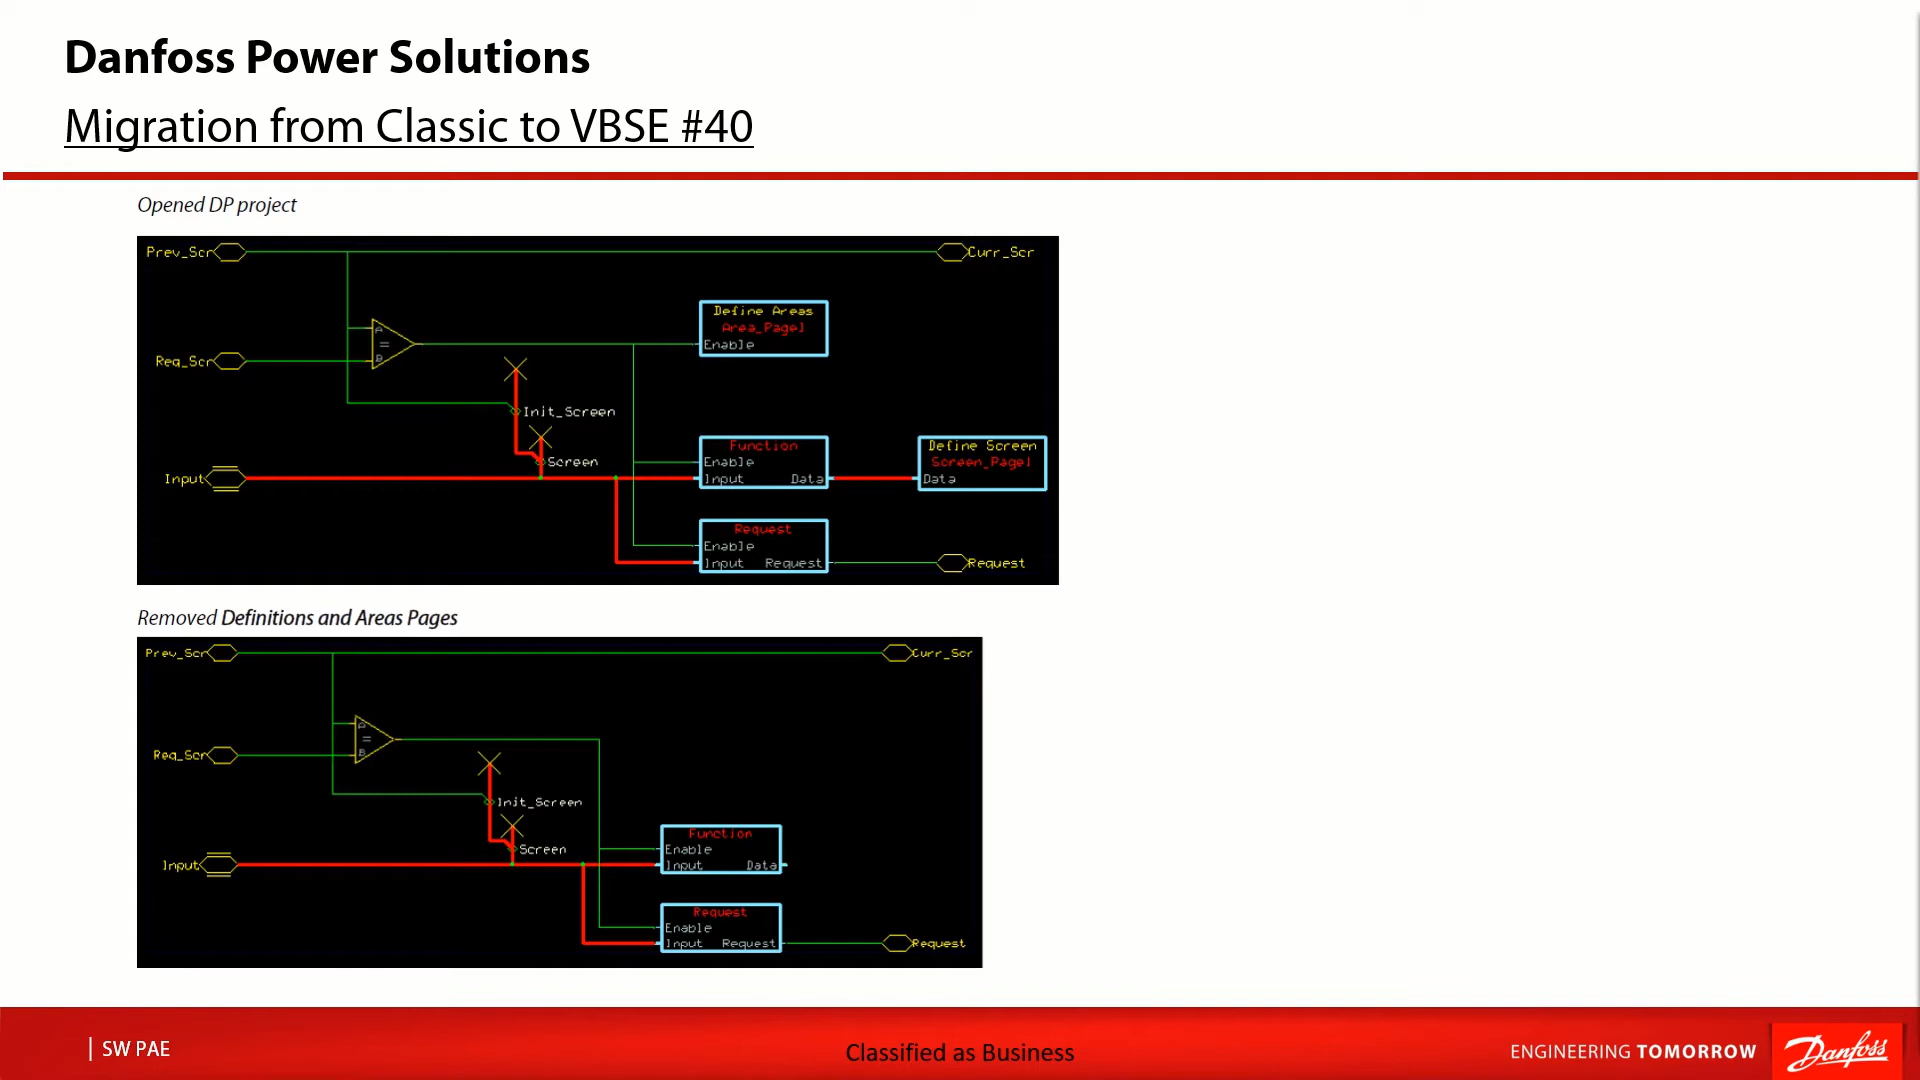 Danfoss Power Solutions
Migration from Classic to VBSE #40
Opened DP project
Prev_Scr
Curr_Scr
Define Areas
Area_Page1
Enable
A
=
B
Req_Scr
Init_Screen
Screen
Input
Function
Enable
Input Data
Define Screen
Screen_Page1
Data
Request
Enable
Input Request
Request
Removed Definitions and Areas Pages
Prev_Scr
Curr_Scr
A
=
B
Req_Scr
Init_Screen
Screen
Input
Function
Enable
Input Data
Request
Enable
Input Request
Request
SW PAE
Classified as Business
ENGINEERING TOMORROW
Danfoss